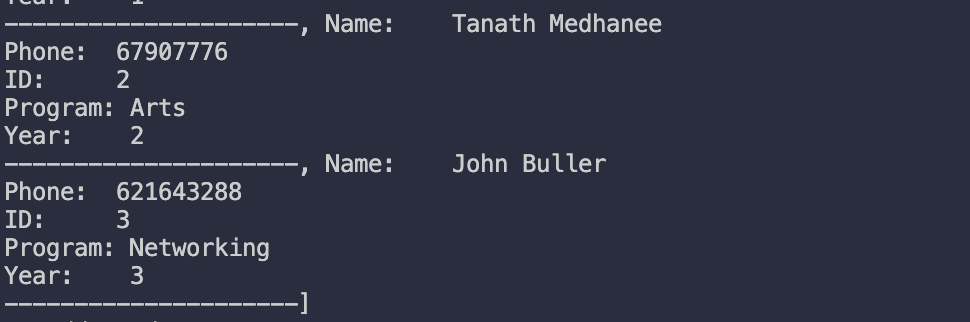 Year:    1
---------------------, Name:    Tanath Medhanee
Phone:  67907776
ID:     2
Program: Arts
Year:    2
---------------------, Name:    John Buller
Phone:  621643288
ID:     3
Program: Networking
Year:    3
---------------------]